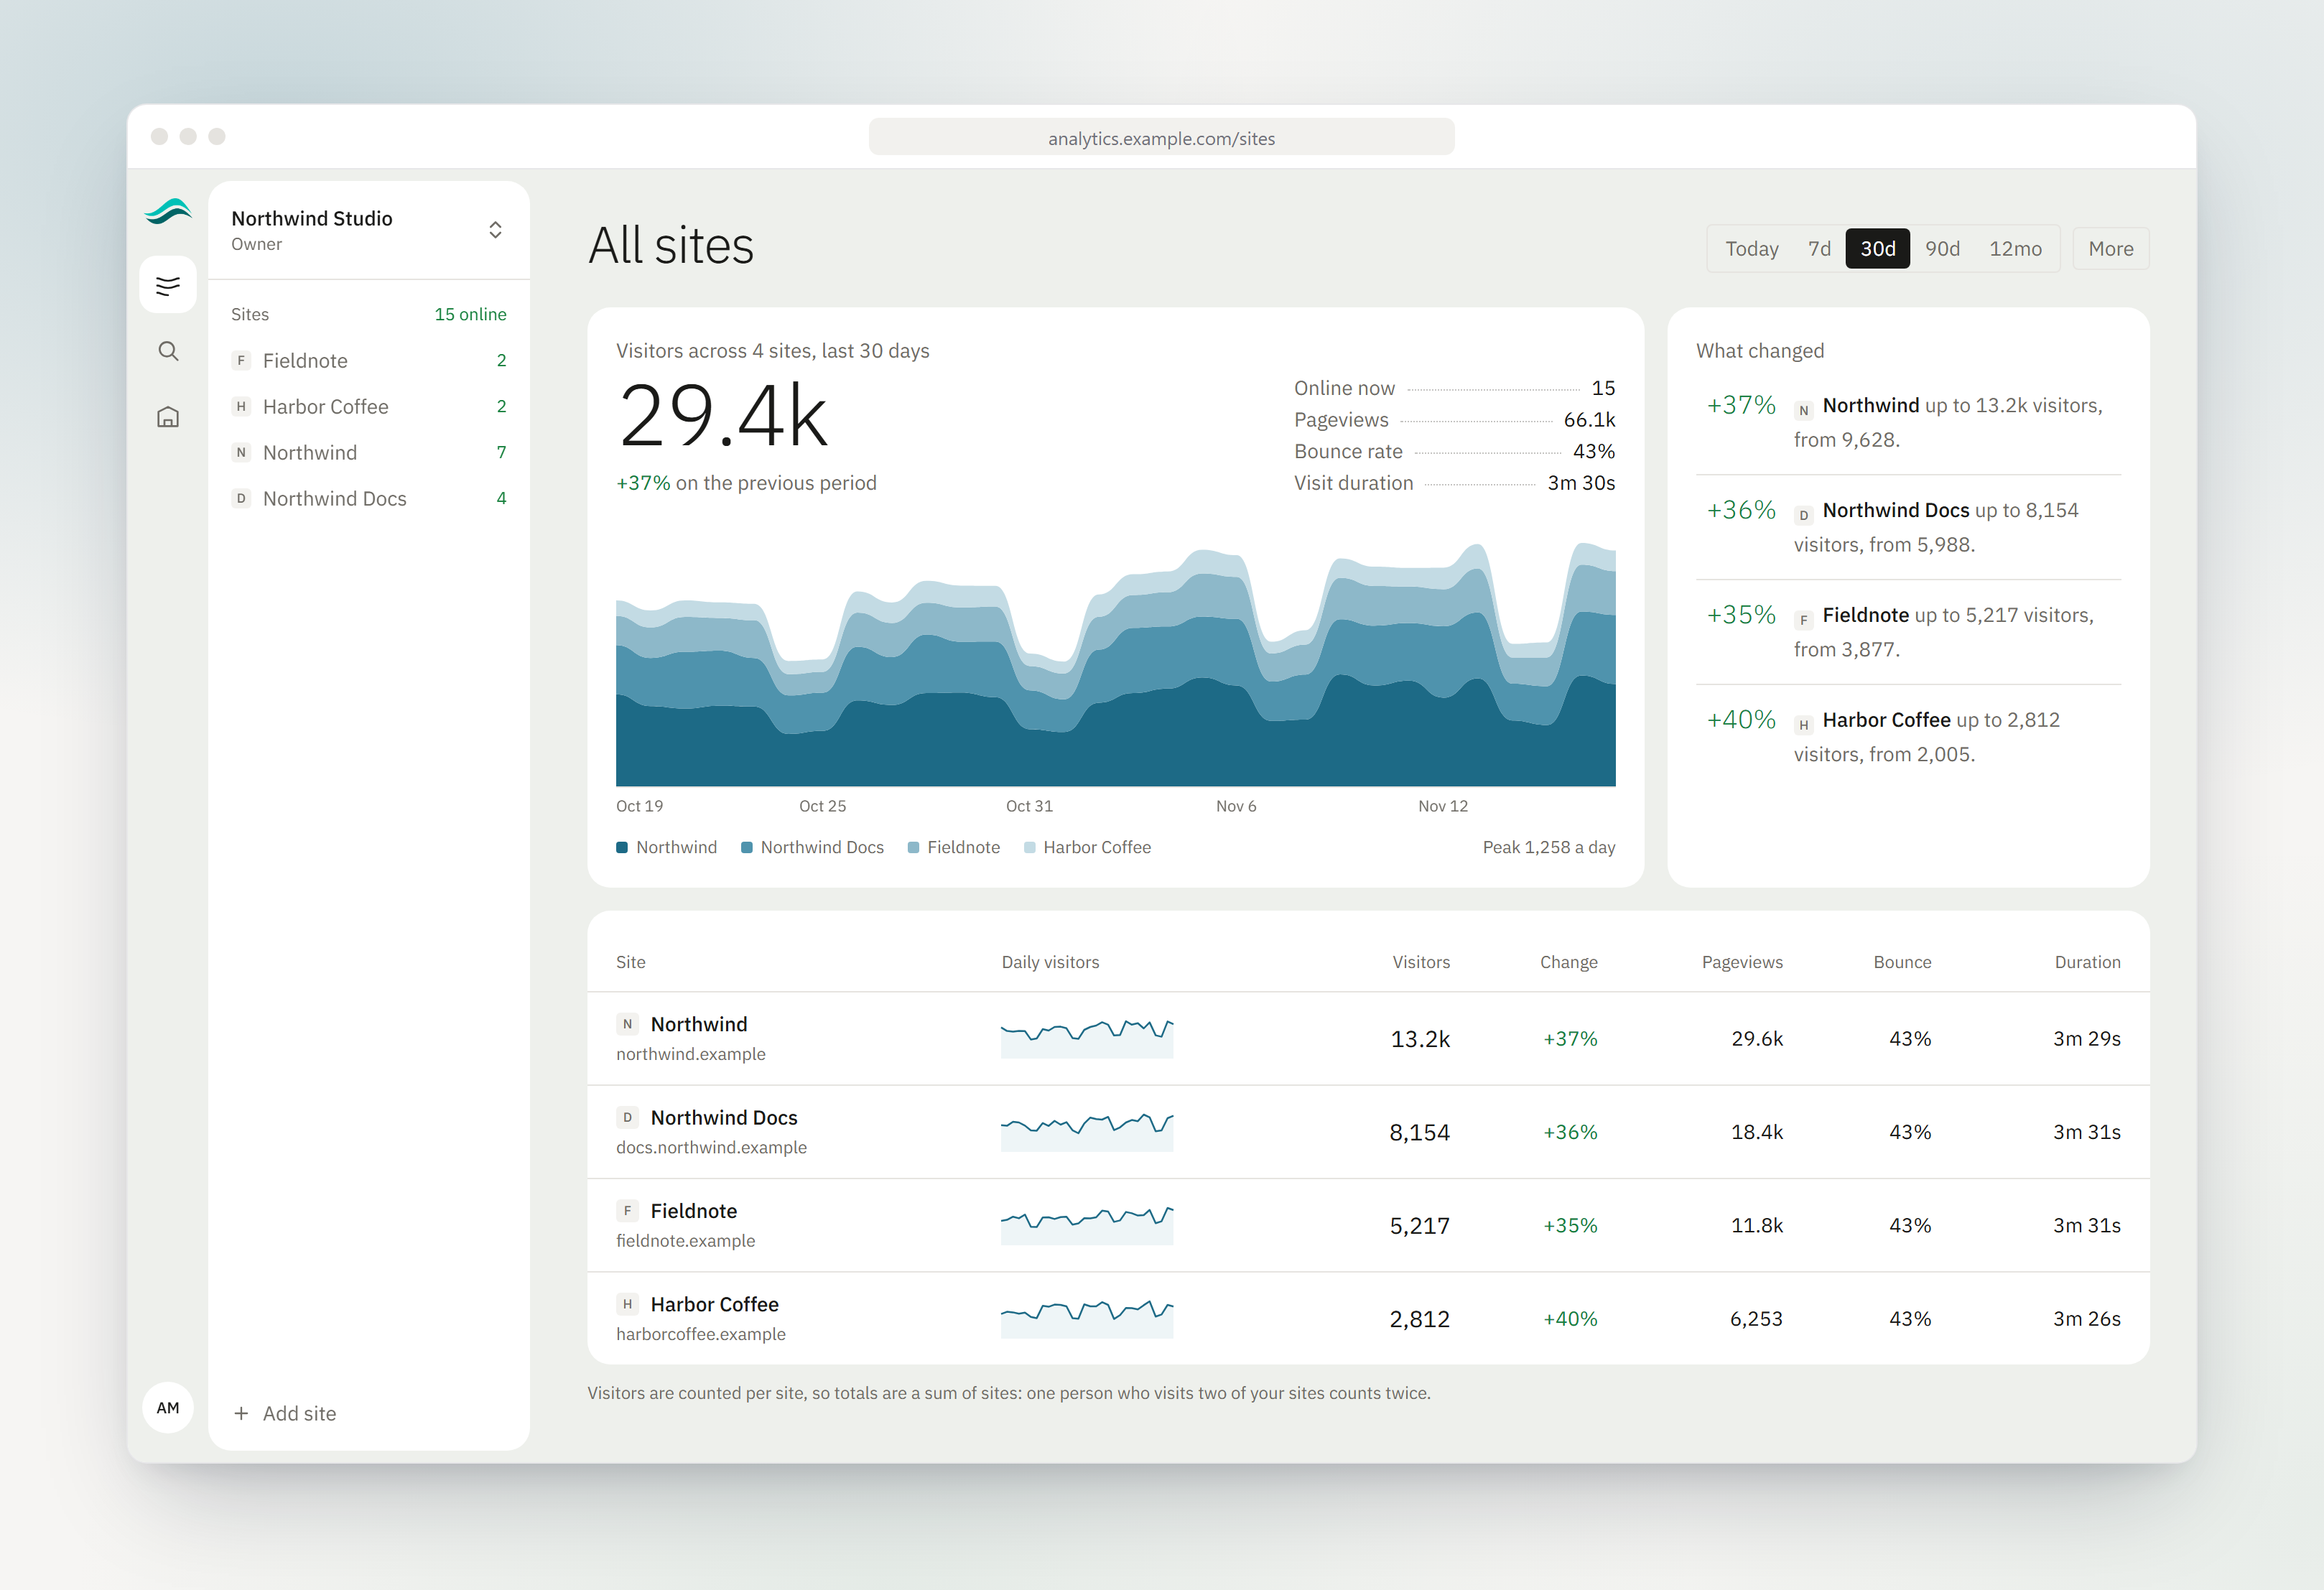 analytics.example.com/sites
Northwind Studio
Owner
Sites 15 online
F Fieldnote 2
H Harbor Coffee 2
N Northwind 7
D Northwind Docs 4
+ Add site
AM
All sites
Today 7d 30d 90d 12mo More
Visitors across 4 sites, last 30 days
29.4k
+37% on the previous period
Online now 15
Pageviews 66.1k
Bounce rate 43%
Visit duration 3m 30s
Oct 19 Oct 25 Oct 31 Nov 6 Nov 12
Northwind Northwind Docs Fieldnote Harbor Coffee Peak 1,258 a day
What changed
+37% N Northwind up to 13.2k visitors,
from 9,628.
+36% D Northwind Docs up to 8,154
visitors, from 5,988.
+35% F Fieldnote up to 5,217 visitors,
from 3,877.
+40% H Harbor Coffee up to 2,812
visitors, from 2,005.
Site Daily visitors Visitors Change Pageviews Bounce Duration
N Northwind 13.2k +37% 29.6k 43% 3m 29s
northwind.example
D Northwind Docs 8,154 +36% 18.4k 43% 3m 31s
docs.northwind.example
F Fieldnote 5,217 +35% 11.8k 43% 3m 31s
fieldnote.example
H Harbor Coffee 2,812 +40% 6,253 43% 3m 26s
harborcoffee.example
Visitors are counted per site, so totals are a sum of sites: one person who visits two of your sites counts twice.